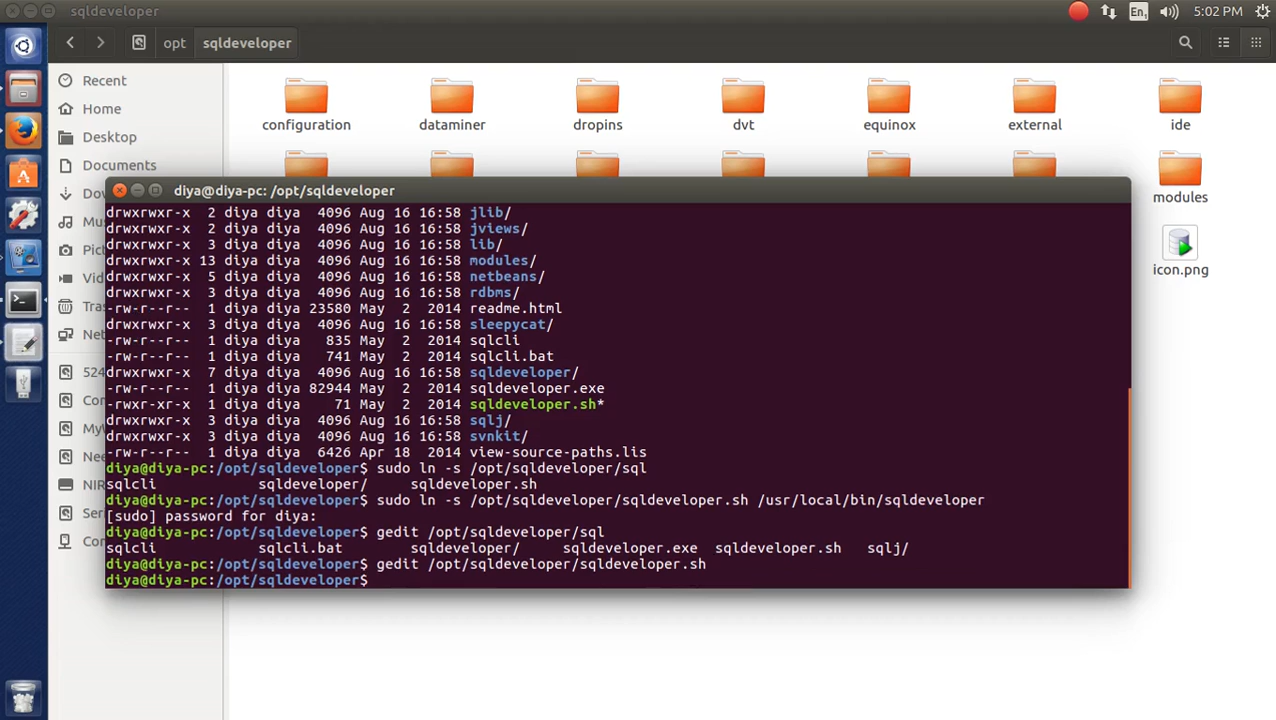 sqldeveloper
En₁ 5:02 PM
opt sqldeveloper
Recent
Home
Desktop
Documents
configuration dataminer dropins dvt equinox external ide
modules
icon.png
diya@diya-pc: /opt/sqldeveloper
drwxrwxr-x 2 diya diya 4096 Aug 16 16:58 jlib/
drwxrwxr-x 2 diya diya 4096 Aug 16 16:58 jviews/
drwxrwxr-x 3 diya diya 4096 Aug 16 16:58 lib/
drwxrwxr-x 13 diya diya 4096 Aug 16 16:58 modules/
drwxrwxr-x 5 diya diya 4096 Aug 16 16:58 netbeans/
drwxrwxr-x 3 diya diya 4096 Aug 16 16:58 rdbms/
-rw-r--r-- 1 diya diya 23580 May 2 2014 readme.html
drwxrwxr-x 3 diya diya 4096 Aug 16 16:58 sleepycat/
-rw-r--r-- 1 diya diya 835 May 2 2014 sqlcli
-rw-r--r-- 1 diya diya 741 May 2 2014 sqlcli.bat
drwxrwxr-x 7 diya diya 4096 Aug 16 16:58 sqldeveloper/
-rw-r--r-- 1 diya diya 82944 May 2 2014 sqldeveloper.exe
-rwxr-xr-x 1 diya diya 71 May 2 2014 sqldeveloper.sh*
drwxrwxr-x 3 diya diya 4096 Aug 16 16:58 sqlj/
drwxrwxr-x 3 diya diya 4096 Aug 16 16:58 svnkit/
-rw-r--r-- 1 diya diya 6426 Apr 18 2014 view-source-paths.lis
diya@diya-pc:/opt/sqldeveloper$ sudo ln -s /opt/sqldeveloper/sql
sqlcli sqldeveloper/ sqldeveloper.sh
diya@diya-pc:/opt/sqldeveloper$ sudo ln -s /opt/sqldeveloper/sqldeveloper.sh /usr/local/bin/sqldeveloper
[sudo] password for diya:
diya@diya-pc:/opt/sqldeveloper$ gedit /opt/sqldeveloper/sql
sqlcli sqlcli.bat sqldeveloper/ sqldeveloper.exe sqldeveloper.sh sqlj/
diya@diya-pc:/opt/sqldeveloper$ gedit /opt/sqldeveloper/sqldeveloper.sh
diya@diya-pc:/opt/sqldeveloper$